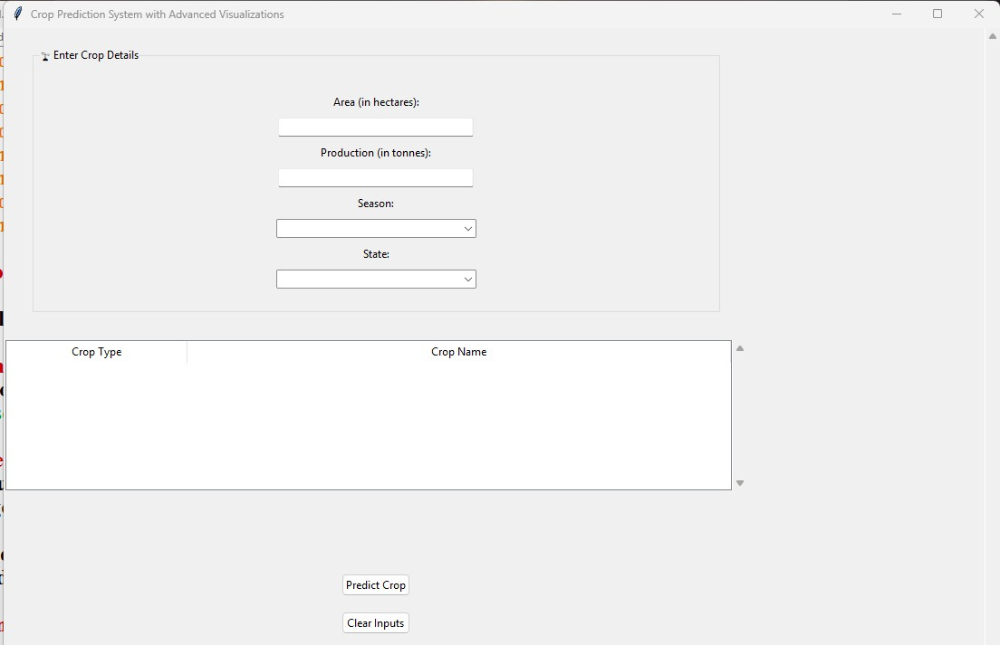 Crop Prediction System with Advanced Visualizations
Enter Crop Details
Area (in hectares):
Production (in tonnes):
Season:
State:
Crop Type Crop Name
Predict Crop
Clear Inputs